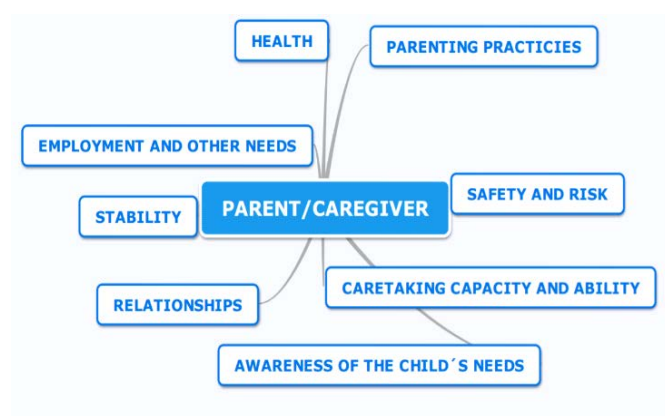 HEALTH
PARENTING PRACTICIES
EMPLOYMENT AND OTHER NEEDS
SAFETY AND RISK
PARENT/CAREGIVER
STABILITY
CARETAKING CAPACITY AND ABILITY
RELATIONSHIPS
AWARENESS OF THE CHILD´S NEEDS